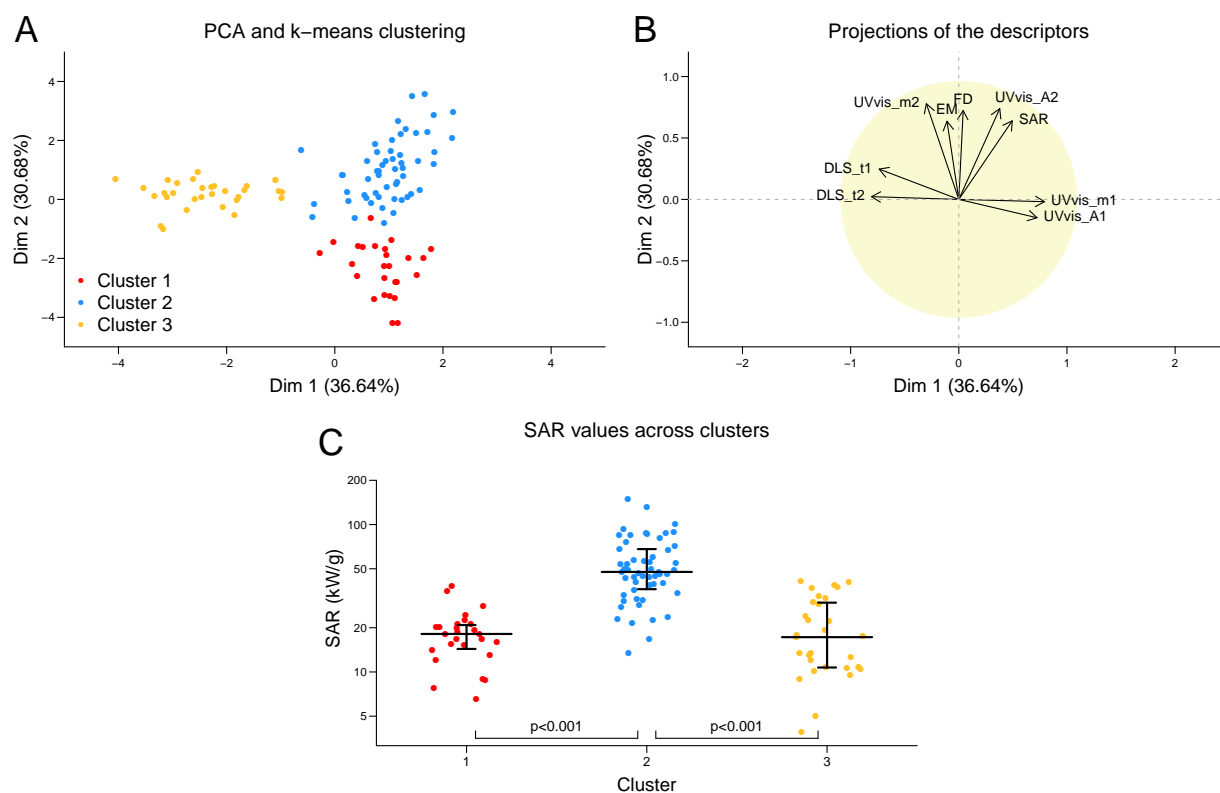 A
PCA and k−means clustering
4
2
0
−2
−4
Dim 2 (30.68%)
Cluster 1
Cluster 2
Cluster 3
−4
−2
0
2
4
Dim 1 (36.64%)
B
Projections of the descriptors
1.0
0.5
0.0
−0.5
−1.0
Dim 2 (30.68%)
UVvis_m2
EM
FD
UVvis_A2
SAR
DLS_t1
DLS_t2
UVvis_m1
UVvis_A1
−2
−1
0
1
2
Dim 1 (36.64%)
C
SAR values across clusters
200
100
50
20
10
5
SAR (kW/g)
p<0.001
p<0.001
1
2
3
Cluster